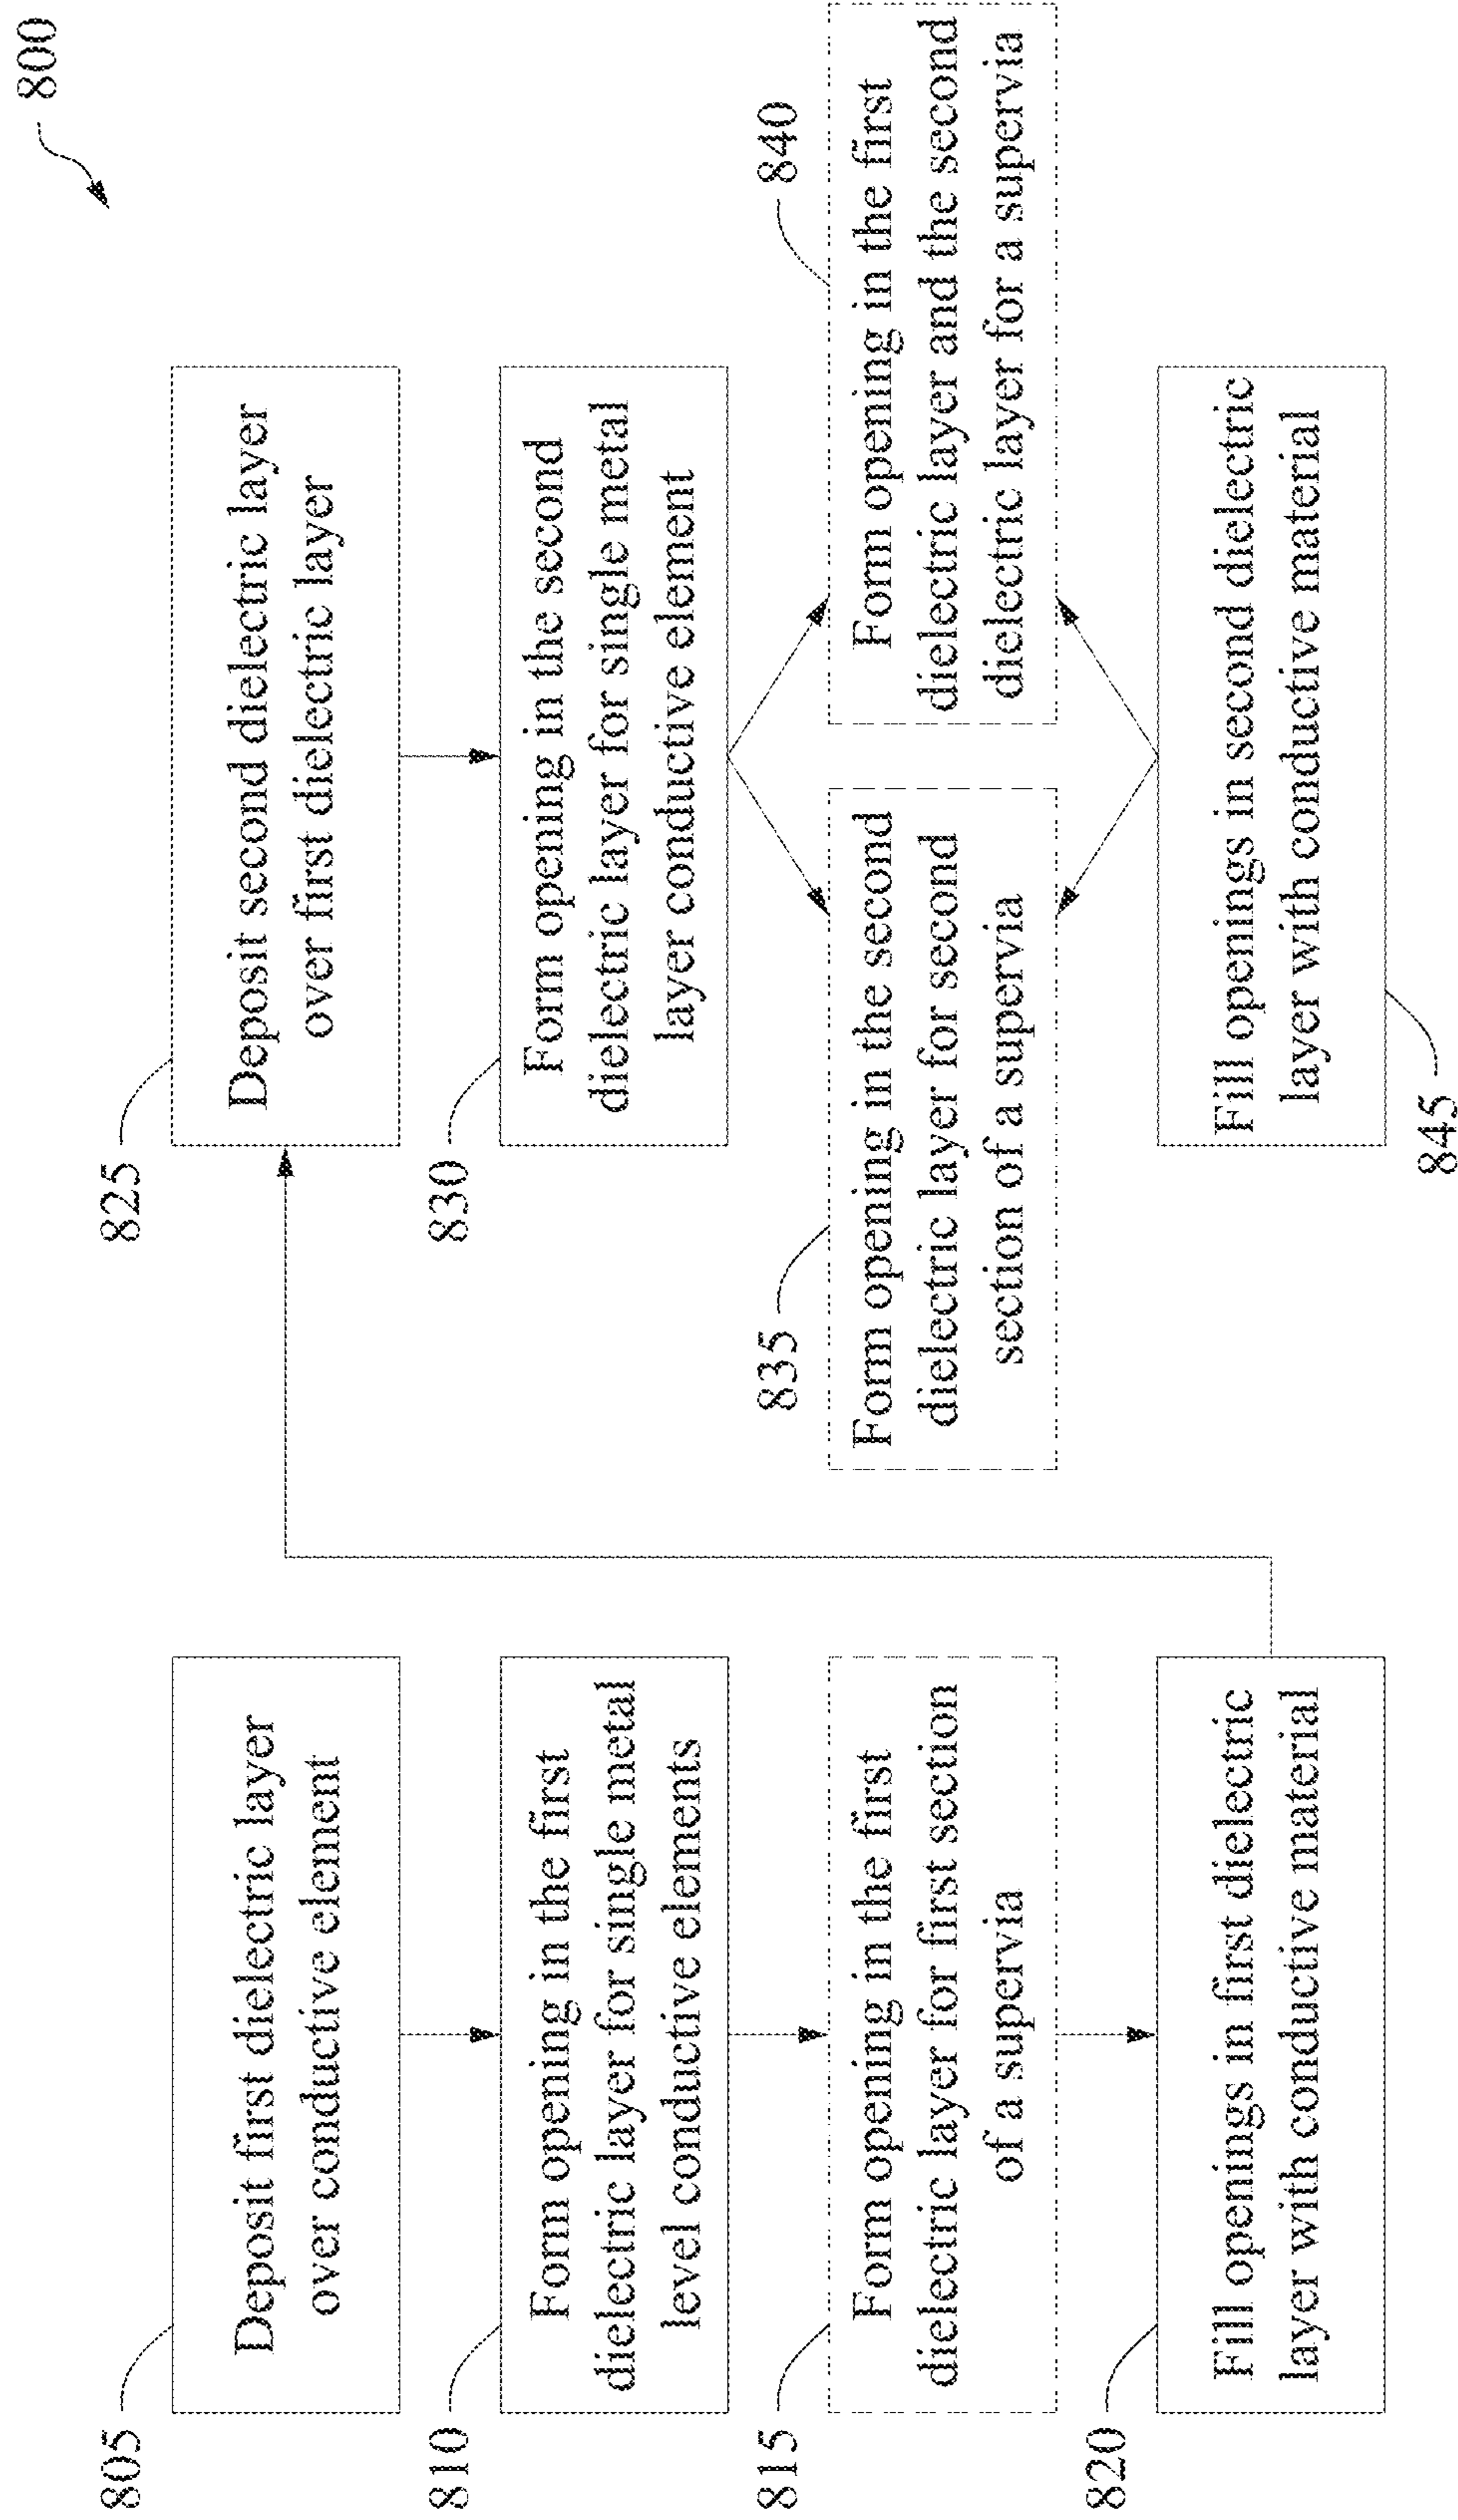 800
805
Deposit first dielectric layer
over conductive element
810
Form opening in the first
dielectric layer for single metal
level conductive elements
815
Form opening in the first
dielectric layer for first section
of a supervia
820
Fill openings in first dielectric
layer with conductive material
825
Deposit second dielectric layer
over first dielectric layer
830
Form opening in the second
dielectric layer for single metal
layer conductive element
835
Form opening in the second
dielectric layer for second
section of a supervia
840
Form opening in the first
dielectric layer and the second
dielectric layer for a supervia
845
Fill openings in second dielectric
layer with conductive material